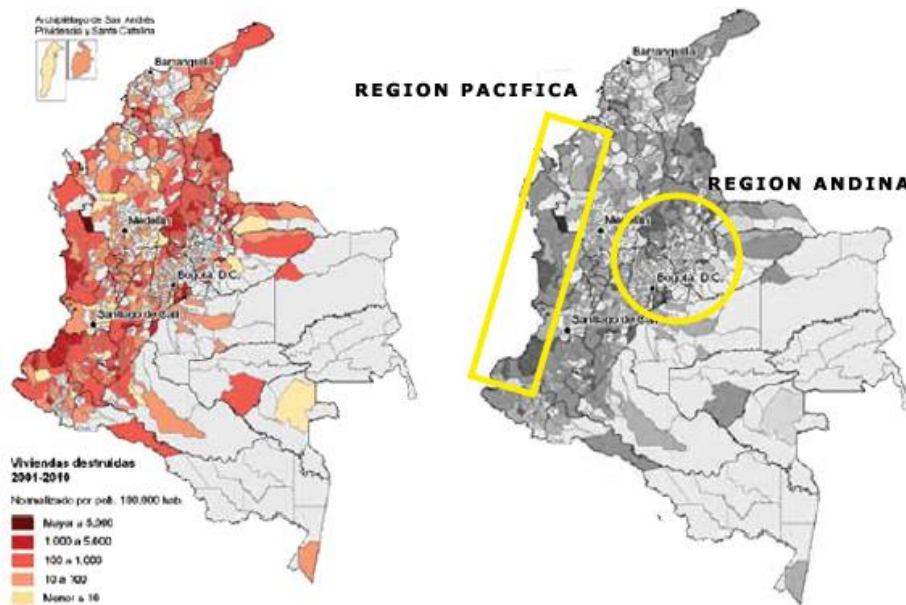 Archipiélago de San Andrés
Prividencia y Santa Catalina
Barranquilla
Medellín
Bogotá, D.C.
Santiago de Cali
Viviendas destruidas
2001-2010
Normalizado por pob. 100,000 hab.
Mayor a 5,000
1.000 a 5.000
100 a 1,000
10 a 100
Menor a 10
REGION PACIFICA
REGION ANDINA
Barranquilla
Medellín
Bogotá, D.C.
Santiago de Cali